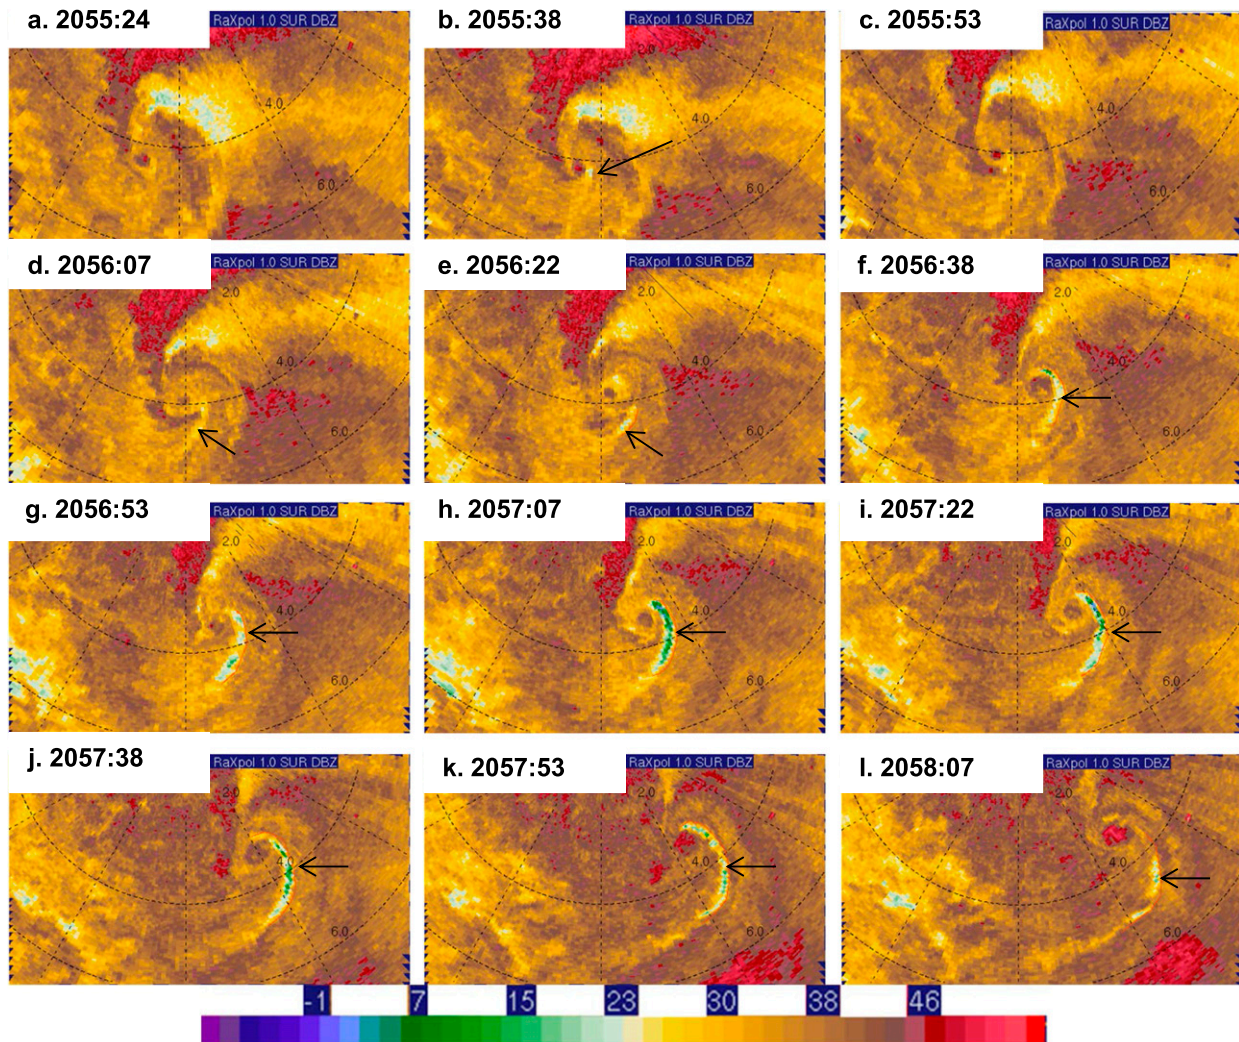 a. 2055:24
RaXpol 1.0 SUR DBZ
4.0
6.0
b. 2055:38
RaXpol 1.0 SUR DBZ
2.0
4.0
6.0
c. 2055:53
RaXpol 1.0 SUR DBZ
4.0
6.0
d. 2056:07
RaXpol 1.0 SUR DBZ
2.0
4.0
6.0
e. 2056:22
RaXpol 1.0 SUR DBZ
2.0
4.0
6.0
f. 2056:38
RaXpol 1.0 SUR DBZ
2.0
4.0
6.0
g. 2056:53
RaXpol 1.0 SUR DBZ
2.0
4.0
6.0
h. 2057:07
RaXpol 1.0 SUR DBZ
2.0
4.0
6.0
i. 2057:22
RaXpol 1.0 SUR DBZ
2.0
4.0
6.0
j. 2057:38
RaXpol 1.0 SUR DBZ
2.0
4.0
6.0
k. 2057:53
RaXpol 1.0 SUR DBZ
2.0
4.0
6.0
l. 2058:07
RaXpol 1.0 SUR DBZ
2.0
4.0
6.0
-1 7 15 23 30 38 46